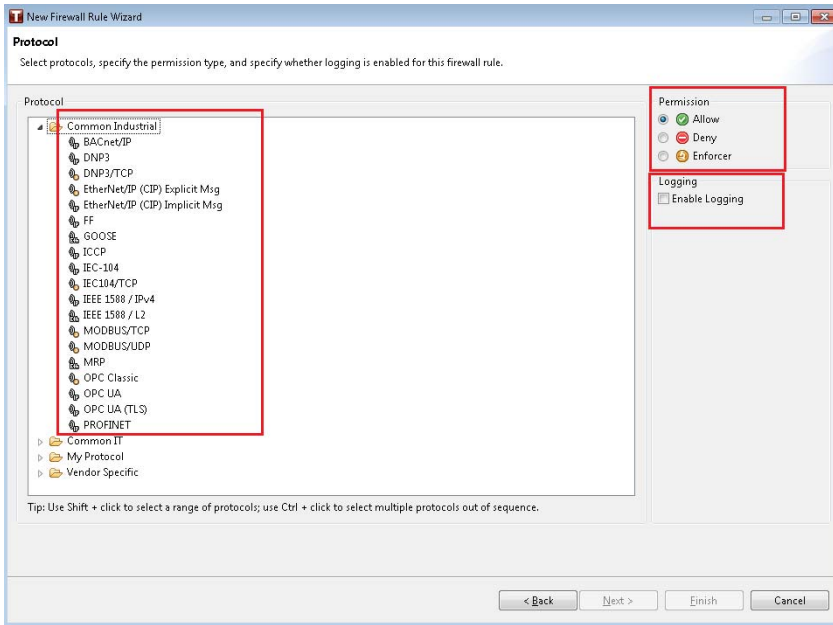 New Firewall Rule Wizard
Protocol
Select protocols, specify the permission type, and specify whether logging is enabled for this firewall rule.
Protocol
Common Industrial
BACnet/IP
DNP3
DNP3/TCP
EtherNet/IP (CIP) Explicit Msg
EtherNet/IP (CIP) Implicit Msg
FF
GOOSE
ICCP
IEC-104
IEC104/TCP
IEEE 1588 / IPv4
IEEE 1588 / L2
MODBUS/TCP
MODBUS/UDP
MRP
OPC Classic
OPC UA
OPC UA (TLS)
PROFINET
Common IT
My Protocol
Vendor Specific
Tip: Use Shift + click to select a range of protocols; use Ctrl + click to select multiple protocols out of sequence.
Permission
Allow
Deny
Enforcer
Logging
Enable Logging
< Back
Next >
Finish
Cancel